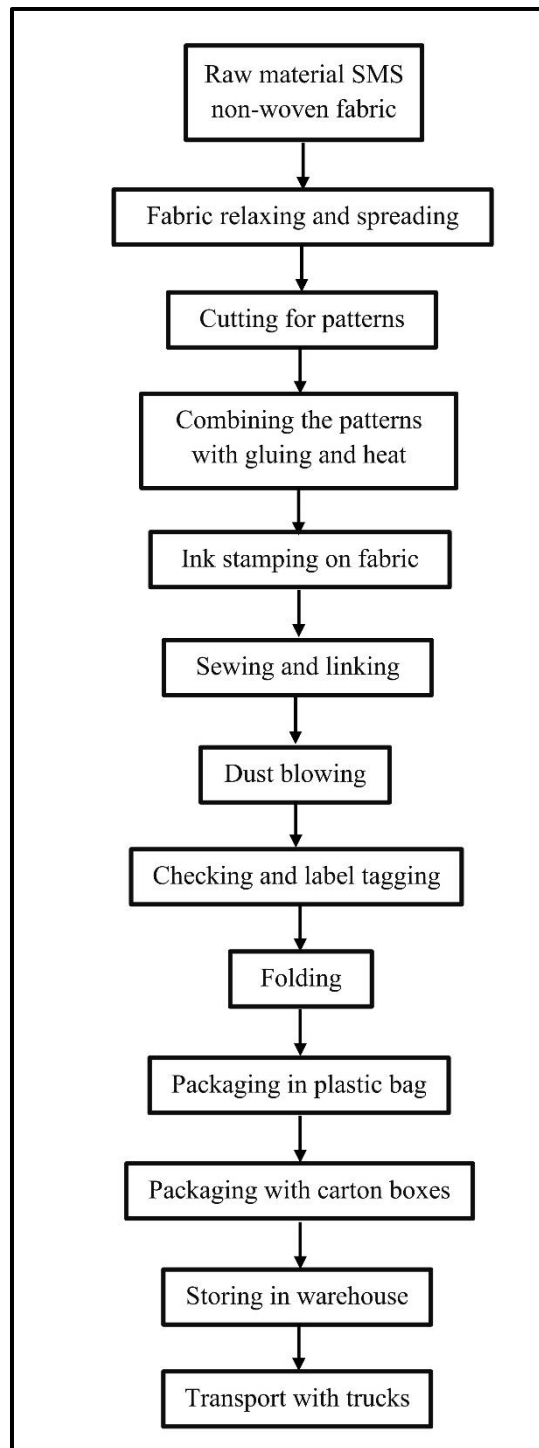 Raw material SMS
non-woven fabric
Fabric relaxing and spreading
Cutting for patterns
Combining the patterns
with gluing and heat
Ink stamping on fabric
Sewing and linking
Dust blowing
Checking and label tagging
Folding
Packaging in plastic bag
Packaging with carton boxes
Storing in warehouse
Transport with trucks